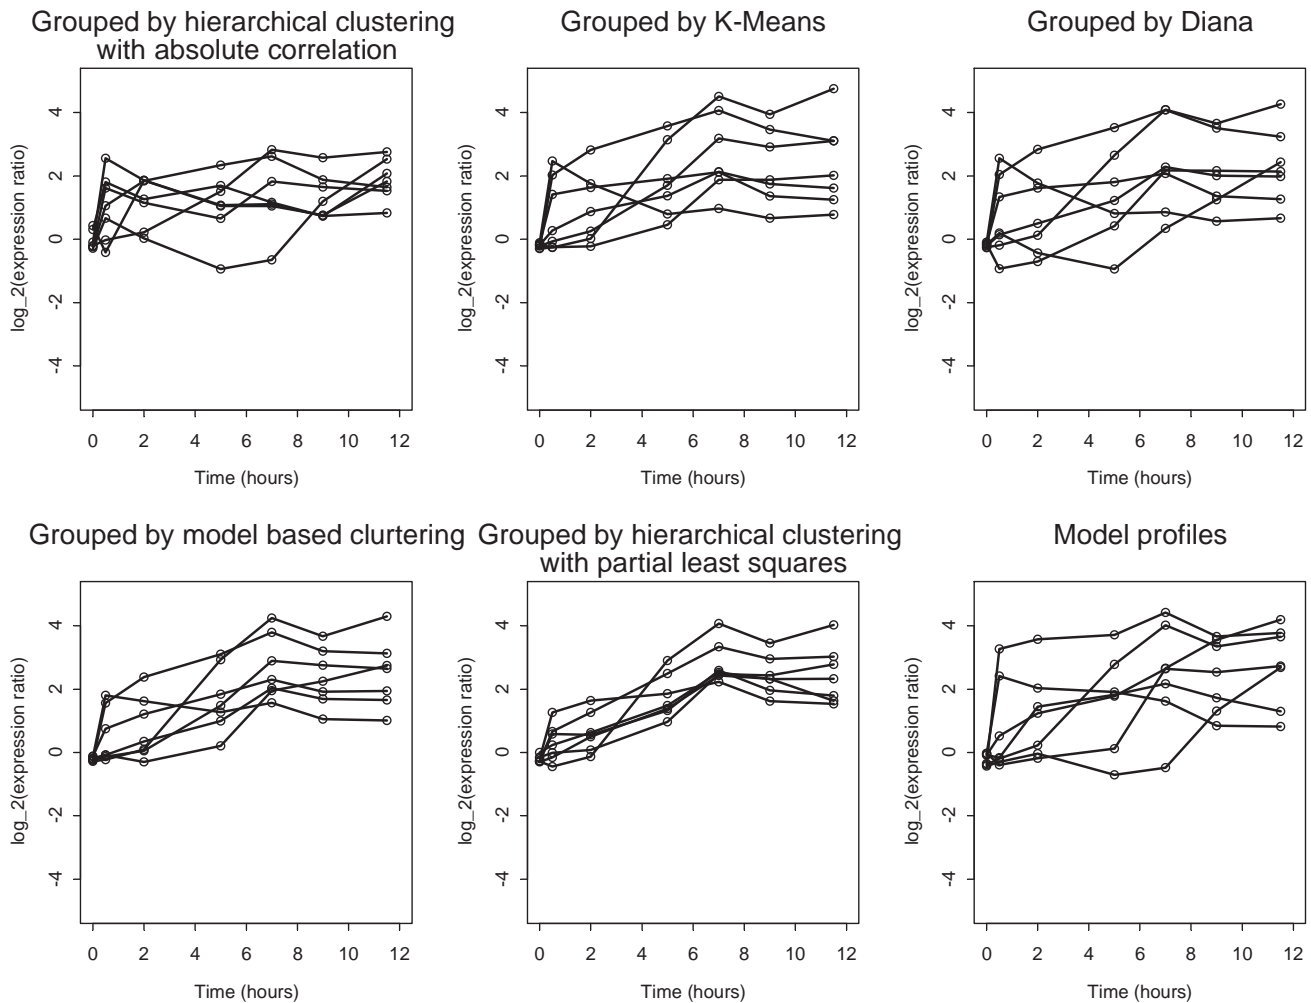 Grouped by hierarchical clustering
with absolute correlation
log_2(expression ratio)
4
2
0
-2
-4
0 2 4 6 8 10 12
Time (hours)
Grouped by K-Means
log_2(expression ratio)
4
2
0
-2
-4
0 2 4 6 8 10 12
Time (hours)
Grouped by Diana
log_2(expression ratio)
4
2
0
-2
-4
0 2 4 6 8 10 12
Time (hours)
Grouped by model based clurtering
log_2(expression ratio)
4
2
0
-2
-4
0 2 4 6 8 10 12
Time (hours)
Grouped by hierarchical clustering
with partial least squares
log_2(expression ratio)
4
2
0
-2
-4
0 2 4 6 8 10 12
Time (hours)
Model profiles
log_2(expression ratio)
4
2
0
-2
-4
0 2 4 6 8 10 12
Time (hours)